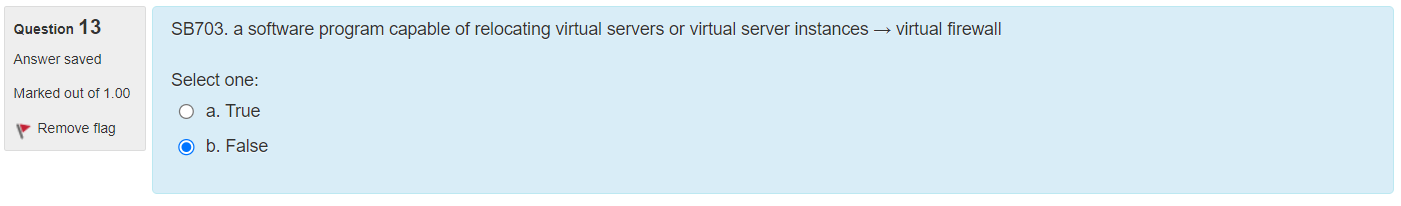 Question 13
Answer saved
Marked out of 1.00
Remove flag
SB703. a software program capable of relocating virtual servers or virtual server instances → virtual firewall
Select one:
a. True
b. False